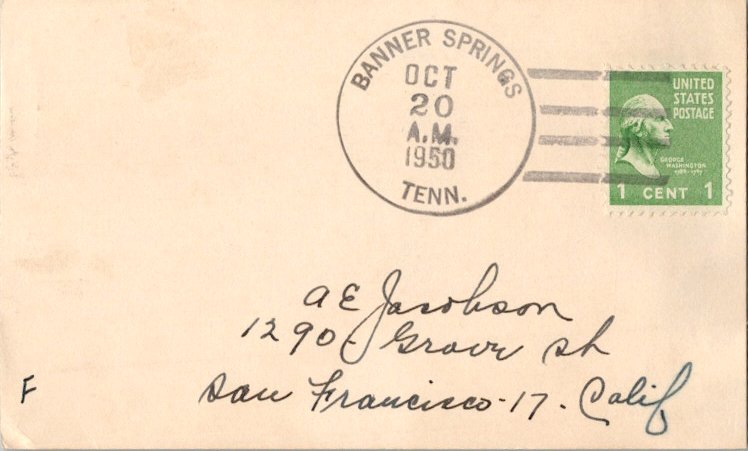 BANNER SPRINGS
OCT
20
A.M.
1950
TENN.
UNITED
STATES
POSTAGE
GEORGE
WASHINGTON
1 CENT 1
A E Jacobson
1290 Grove St
San Francisco-17. Calif
F